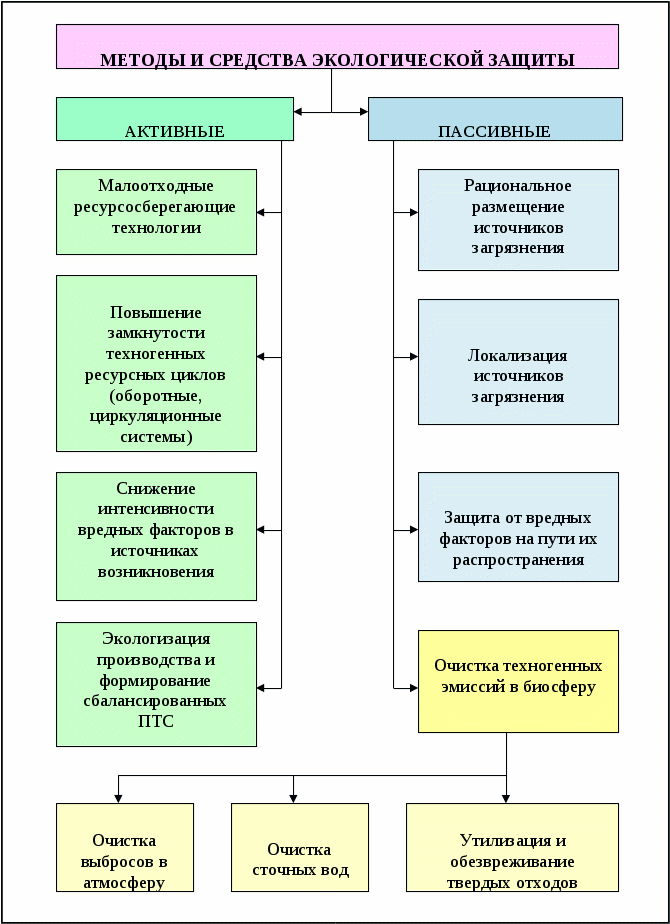 МЕТОДЫ И СРЕДСТВА ЭКОЛОГИЧЕСКОЙ ЗАЩИТЫ
АКТИВНЫЕ
ПАССИВНЫЕ
Малоотходные
ресурсосберегающие
технологии
Повышение
замкнутости
техногенных
ресурсных циклов
(оборотные,
циркуляционные
системы)
Снижение
интенсивности
вредных факторов в
источниках
возникновения
Экологизация
производства и
формирование
сбалансированных
ПТС
Рациональное
размещение
источников
загрязнения
Локализация
источников
загрязнения
Защита от вредных
факторов на пути их
распространения
Очистка техногенных
эмиссий в биосферу
Очистка
выбросов в
атмосферу
Очистка
сточных вод
Утилизация и
обезвреживание
твердых отходов